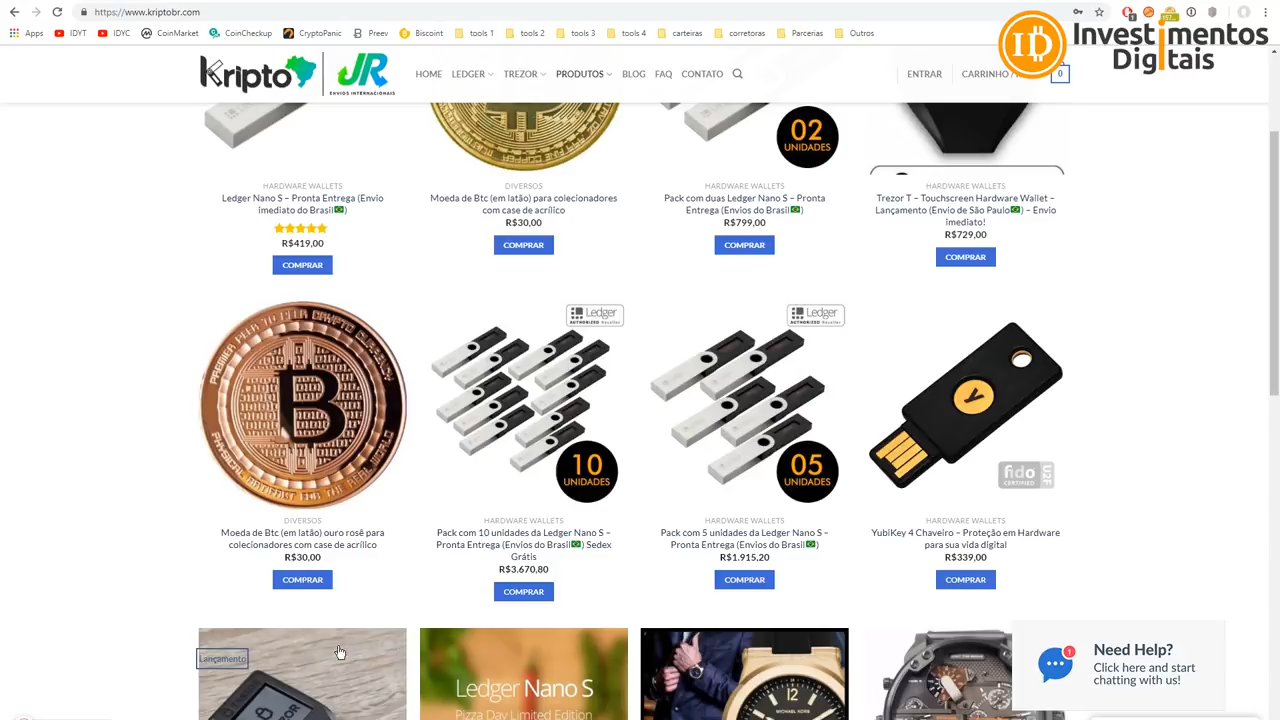 https://www.kriptobr.com
Apps
IDYT
IDYC
CoinMarket
CoinCheckup
CryptoPanic
Preev
Biscoint
tools 1
tools 2
tools 3
tools 4
carteiras
corretoras
Parcerias
Outros
ID
Investimentos
Digitais
Kripto
JR
ENVIOS INTERNACIONAIS
HOME
LEDGER
TREZOR
PRODUTOS
BLOG
FAQ
CONTATO
ENTRAR
CARRINHO /
0
02
UNIDADES
HARDWARE WALLETS
Ledger Nano S – Pronta Entrega (Envio
imediato do Brasil)
R$419,00
COMPRAR
DIVERSOS
Moeda de Btc (em latão) para colecionadores
com case de acrílico
R$30,00
COMPRAR
HARDWARE WALLETS
Pack com duas Ledger Nano S – Pronta
Entrega (Envios do Brasil)
R$799,00
COMPRAR
HARDWARE WALLETS
Trezor T – Touchscreen Hardware Wallet –
Lançamento (Envio de São Paulo) – Envio
Imediato!
R$729,00
COMPRAR
Ledger
AUTHORIZED Reseller
10
UNIDADES
Ledger
AUTHORIZED Reseller
05
UNIDADES
Y
fido
CERTIFIED U2F
DIVERSOS
Moeda de Btc (em latão) ouro rosê para
colecionadores com case de acrílico
R$30,00
COMPRAR
HARDWARE WALLETS
Pack com 10 unidades da Ledger Nano S –
Pronta Entrega (Envios do Brasil) Sedex
Grátis
R$3.670,80
COMPRAR
HARDWARE WALLETS
Pack com 5 unidades da Ledger Nano S –
Pronta Entrega (Envios do Brasil)
R$1.915,20
COMPRAR
HARDWARE WALLETS
YubiKey 4 Chaveiro – Proteção em Hardware
para sua vida digital
R$339,00
COMPRAR
Lançamento
Ledger Nano S
Pizza Day Limited Edition
MICHAEL KORS
1
Need Help?
Click here and start
chatting with us!